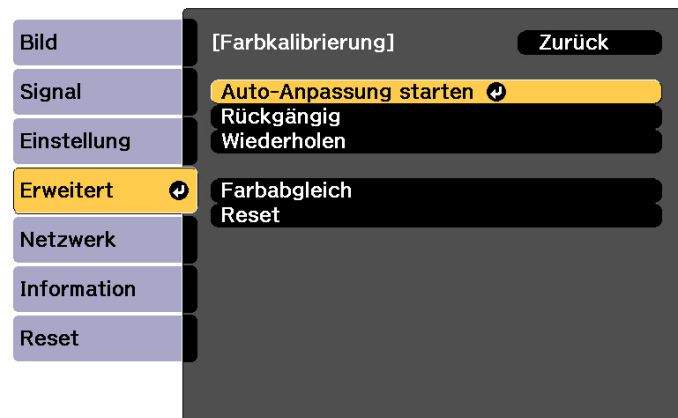 Bild
Signal
Einstellung
Erweitert
Netzwerk
Information
Reset
[Farbkalibrierung]
Zurück
Auto-Anpassung starten
Rückgängig
Wiederholen
Farbabgleich
Reset